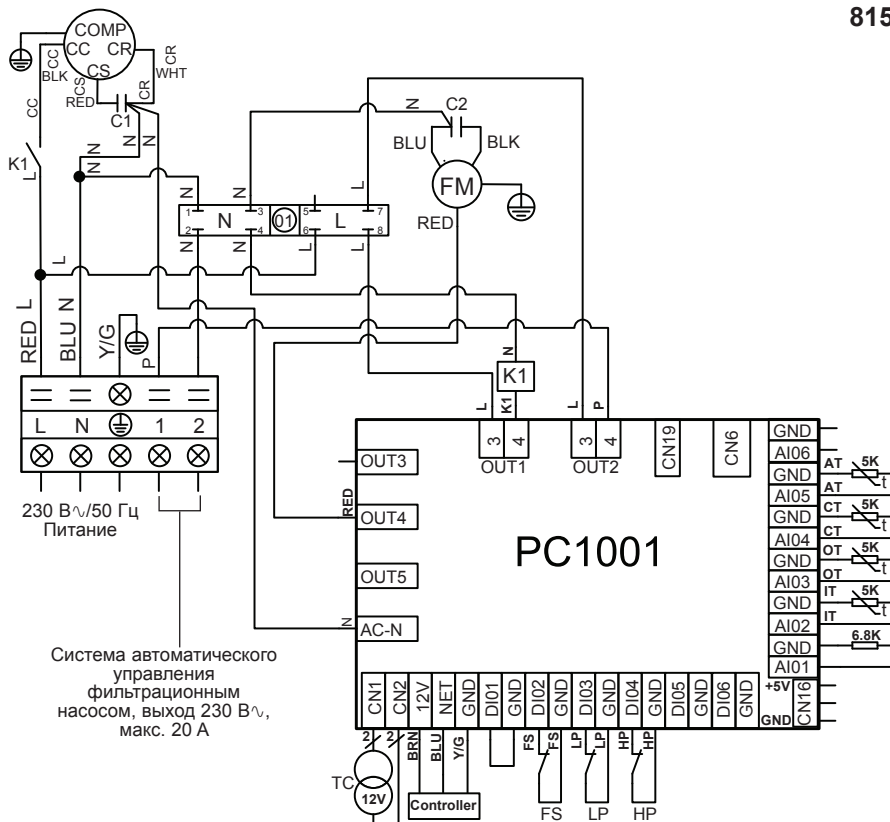 815
COMP
CC CR
CS
CC
BLK
CR
WHT
CS
RED
CR
C1
CC
K1
L
N
N
N
N
L
N
C2
BLU
BLK
FM
RED
L
N
N
L
1 N 3 01 5 L 7
2 4 6 8
N
N
L
L
L
RED L
BLU N
Y/G
P
N
K1
L
K1
L
P
L N 1 2
3 4
OUT1
3 4
OUT2
CN19
CN6
GND
AI06
GND
AI05
GND
AI04
GND
AI03
GND
AI02
GND
AI01
+5V
GND
CN16
AT 5K
t
AT
CT 5K
t
CT
OT 5K
t
OT
IT 5K
t
IT
6.8K
OUT3
RED
OUT4
OUT5
N
AC-N
PC1001
230 В∿/50 Гц
Питание
Система автоматического
управления
фильтрационным
насосом, выход 230 В∿,
макс. 20 А
CN1 CN2 12V NET GND DI01 GND DI02 GND DI03 GND DI04 GND DI05 GND DI06 GND
2 2 BRN BLU Y/G FS FS LP LP HP HP
TC
12V
Controller
FS LP HP